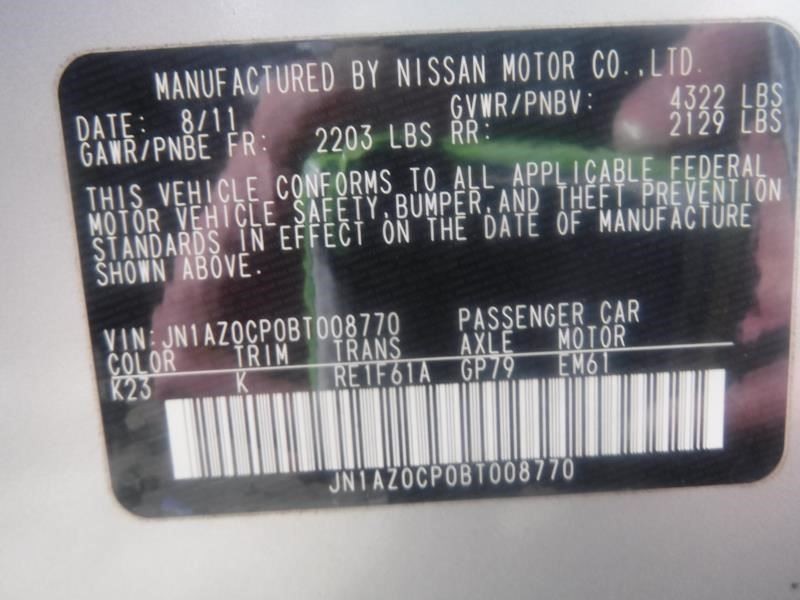 MANUFACTURED BY NISSAN MOTOR CO.,LTD.
DATE: 8/11 GVWR/PNBV: 4322 LBS
GAWR/PNBE FR: 2203 LBS RR: 2129 LBS
THIS VEHICLE CONFORMS TO ALL APPLICABLE FEDERAL
MOTOR VEHICLE SAFETY,BUMPER,AND THEFT PREVENTION
STANDARDS IN EFFECT ON THE DATE OF MANUFACTURE
SHOWN ABOVE.
VIN:JN1AZ0CP0BT008770 PASSENGER CAR
COLOR TRIM TRANS AXLE MOTOR
K23 K RE1F61A GP79 EM61
JN1AZ0CP0BT008770